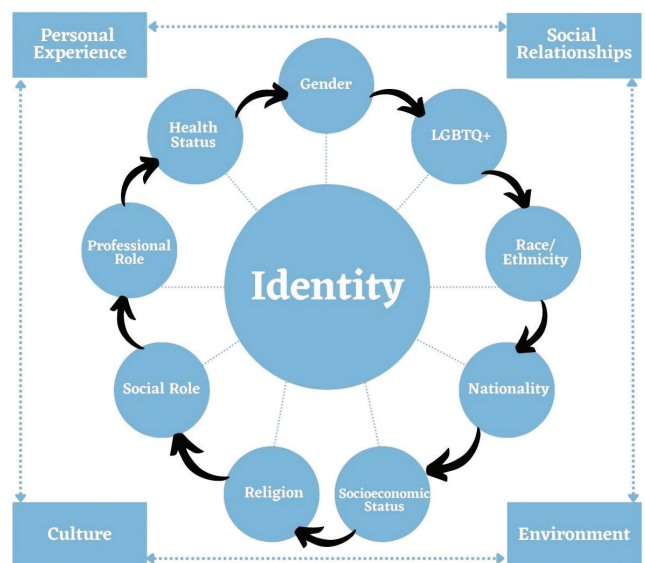 Personal
Experience
Social
Relationships
Gender
Health
Status
LGBTQ+
Professional
Role
Race/
Ethnicity
Identity
Social Role
Nationality
Religion
Socioeconomic
Status
Culture
Environment